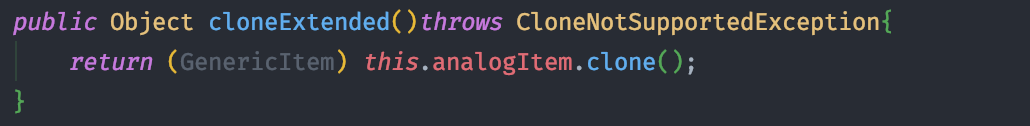 public Object cloneExtended()throws CloneNotSupportedException{
    return (GenericItem) this.analogItem.clone();
}